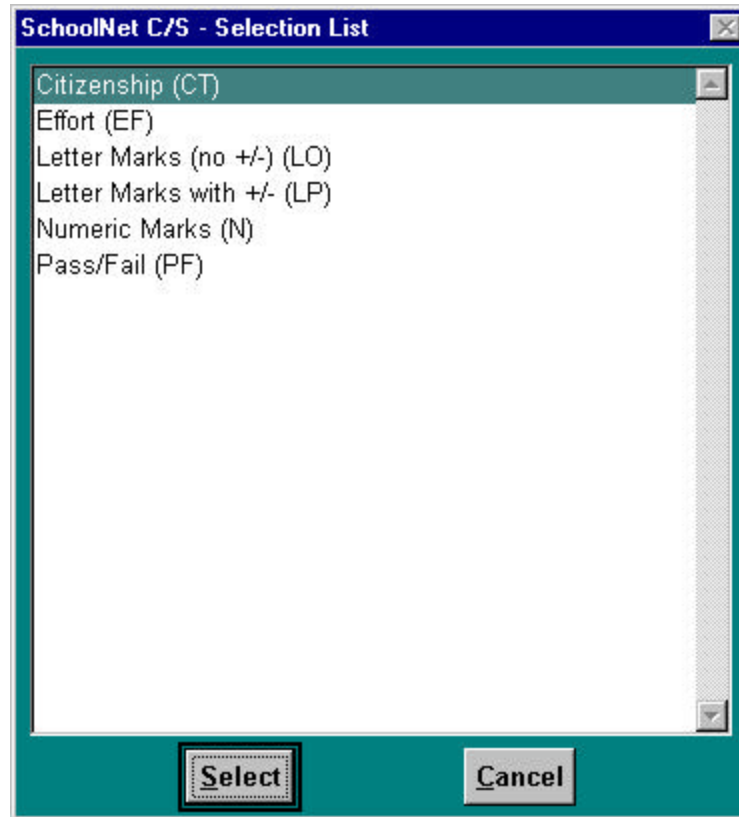 SchoolNet C/S - Selection List
Citizenship (CT)
Effort (EF)
Letter Marks (no +/-) (LO)
Letter Marks with +/- (LP)
Numeric Marks (N)
Pass/Fail (PF)
Select Cancel